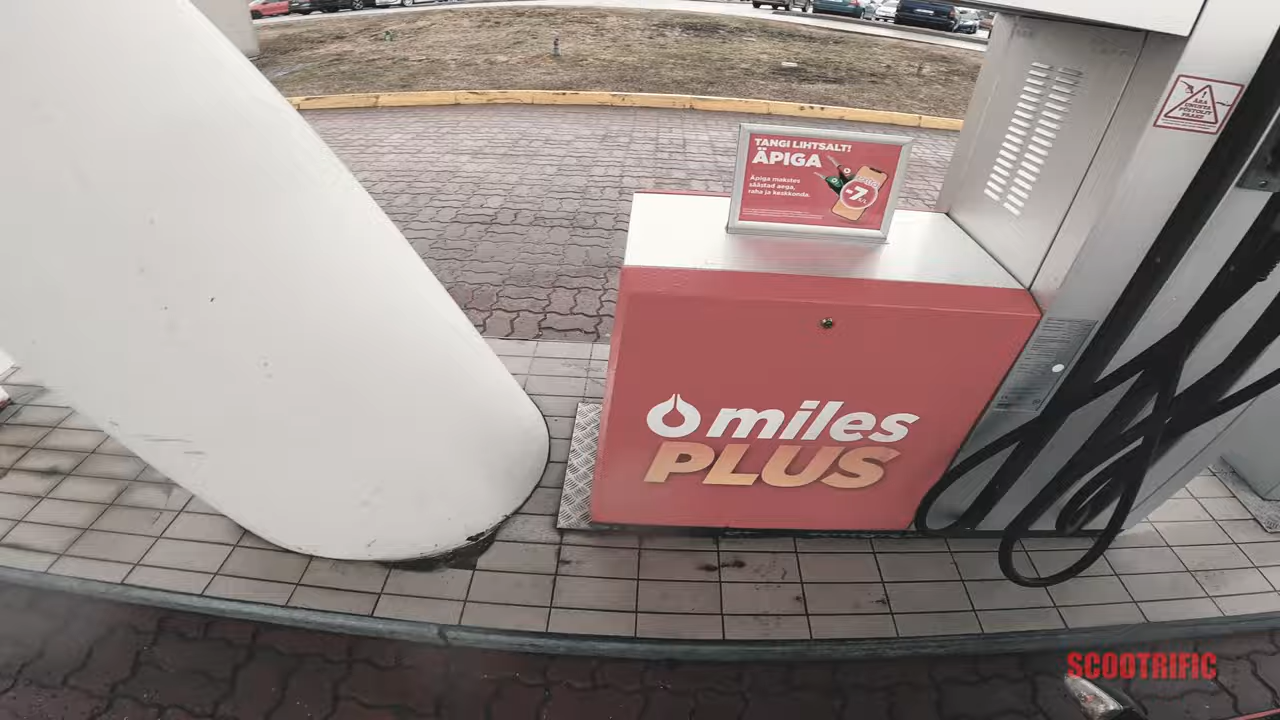 TANGI LIHTSALT!
ÄPIGA
Äpiga makstes
säästad aega,
raha ja keskkonda.
-7
miles
PLUS
SCOOTRIFIC